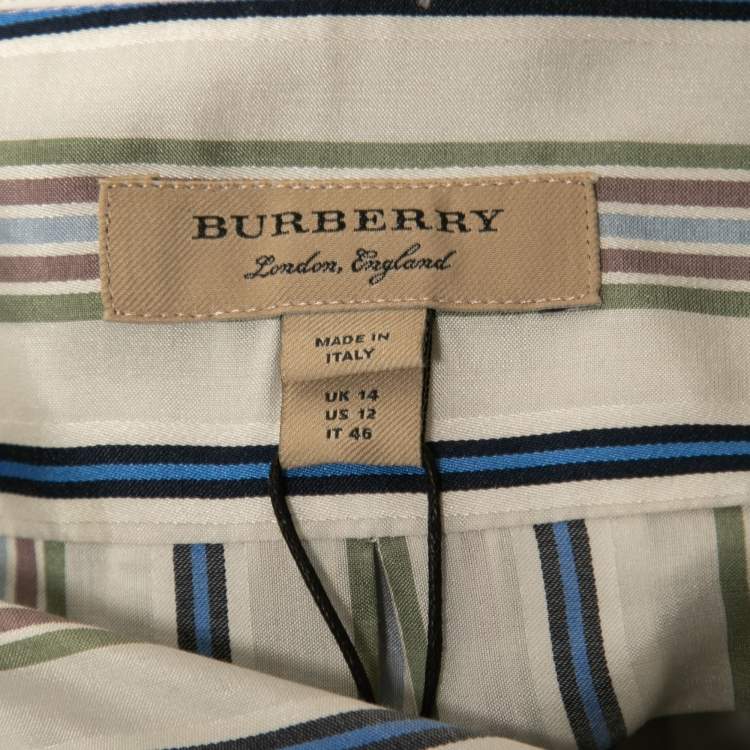 BURBERRY
London, England
MADE IN
ITALY
UK 14
US 12
IT 46